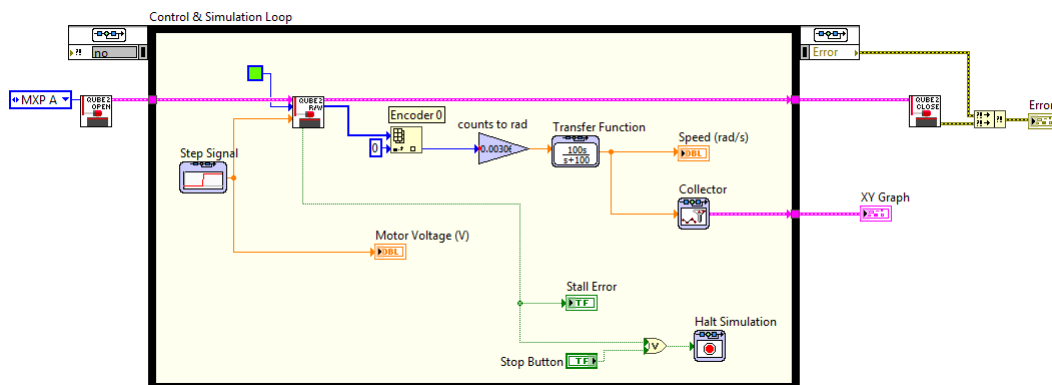 Control & Simulation Loop
?! no
Error
MXP A
QUBE2 OPEN
QUBE2 R/W
Encoder 0
0
counts to rad
0.0030
Transfer Function
100s
s+100
Speed (rad/s)
DBL
QUBE2 CLOSE
?!
?!
?!
Error
Step Signal
Collector
XY Graph
Motor Voltage (V)
DBL
Stall Error
TF
Halt Simulation
V
Stop Button
TF